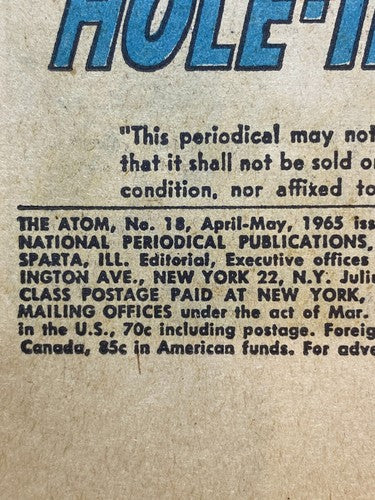 HOLE-I
"This periodical may not
that it shall not be sold or
condition, nor affixed to
THE ATOM, No. 18, April-May, 1965 iss
NATIONAL PERIODICAL PUBLICATIONS,
SPARTA, ILL. Editorial, Executive offices
INGTON AVE., NEW YORK 22, N.Y. Juli
CLASS POSTAGE PAID AT NEW YORK,
MAILING OFFICES under the act of Mar.
in the U.S., 70c including postage. Foreig
Canada, 85c in American funds. For adve